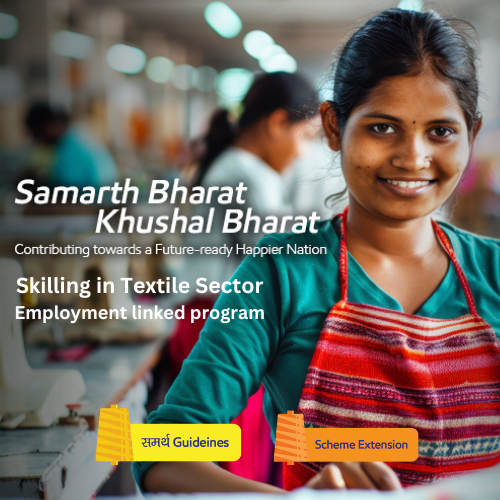 Samarth Bharat
Khushal Bharat
Contributing towards a Future-ready Happier Nation
Skilling in Textile Sector
Employment linked program
समर्थ Guideines
Scheme Extension